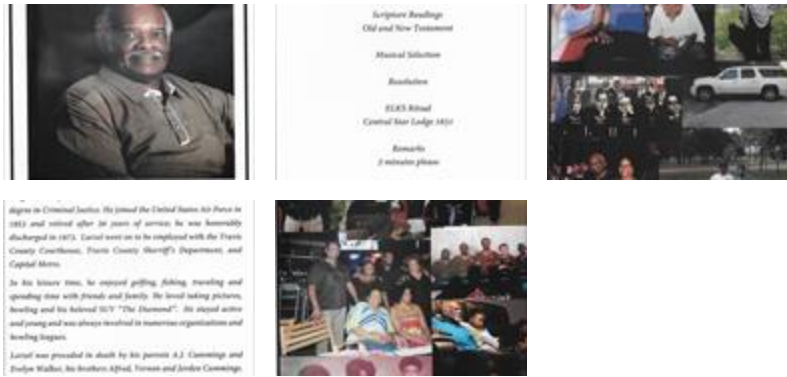 Scripture Readings
Old and New Testament
Musical Selection
Resolution
ELKS Ritual
Central Star Lodge 1851
Remarks
2 minutes please
degree in Criminal Justice. He joined the United States Air Force in
1953 and retired after 20 years of service; he was honorably
discharged in 1973. Laciel went on to be employed with the Travis
County Courthouse, Travis County Sheriff's Department, and
Capital Metro.
In his leisure time, he enjoyed golfing, fishing, traveling and
spending time with friends and family. He loved taking pictures,
bowling and his beloved SUV "The Diamond". He stayed active
and young and was always involved in numerous organizations and
bowling leagues.
was preceded in death by his parents A.J. Cummings and
Evelyn Walker, his brothers Alfred, Vernon and Jorden Cummings,